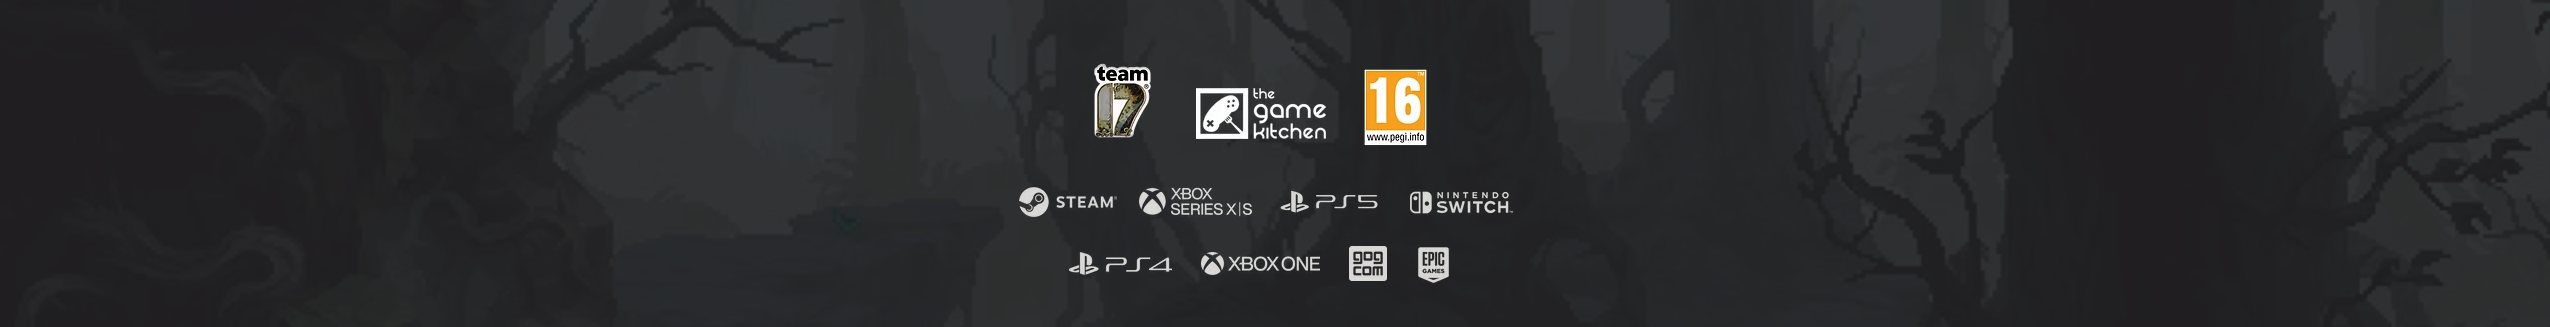 team
17
the
game
kitchen
16
www.pegi.info
STEAM®
XBOX
SERIES X|S
PS5
NINTENDO
SWITCH™
PS4
XBOX ONE
GOG
COM
EPIC
GAMES